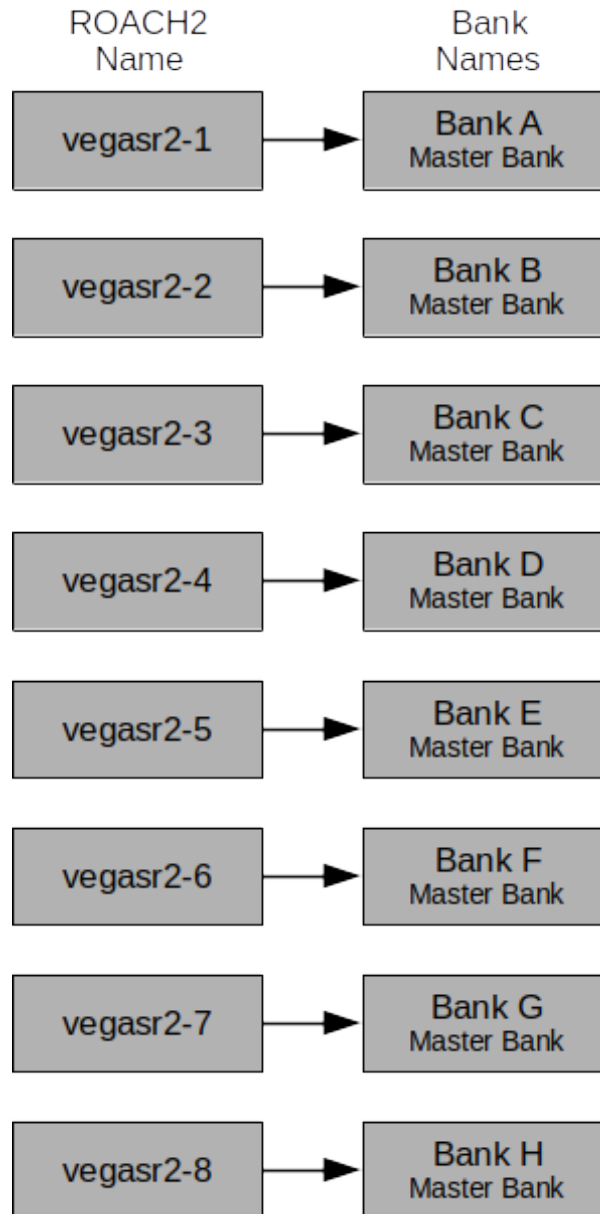 ROACH2
Name
Bank
Names
vegasr2-1
Bank A
Master Bank
vegasr2-2
Bank B
Master Bank
vegasr2-3
Bank C
Master Bank
vegasr2-4
Bank D
Master Bank
vegasr2-5
Bank E
Master Bank
vegasr2-6
Bank F
Master Bank
vegasr2-7
Bank G
Master Bank
vegasr2-8
Bank H
Master Bank